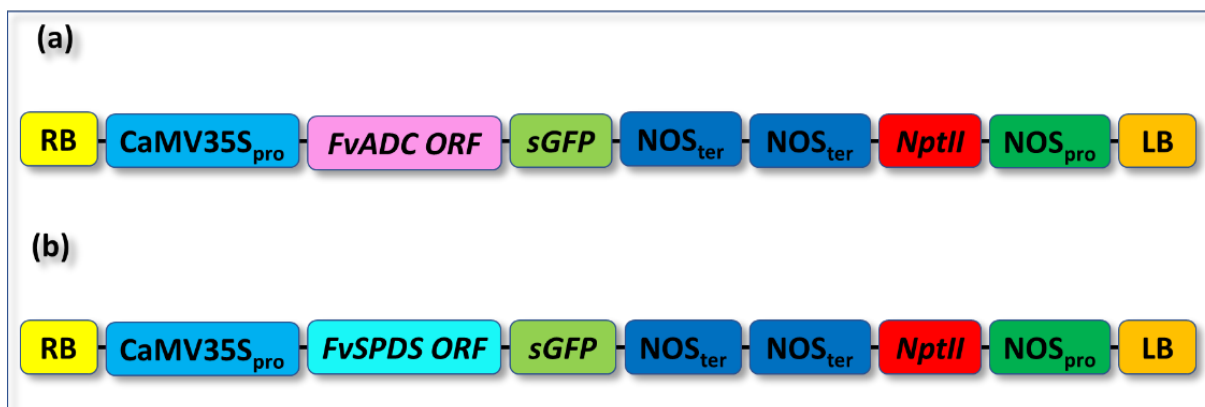 (a)
RB CaMV35Spro FvADC ORF sGFP NOSter NOSter NptII NOSpro LB
(b)
RB CaMV35Spro FvSPDS ORF sGFP NOSter NOSter NptII NOSpro LB